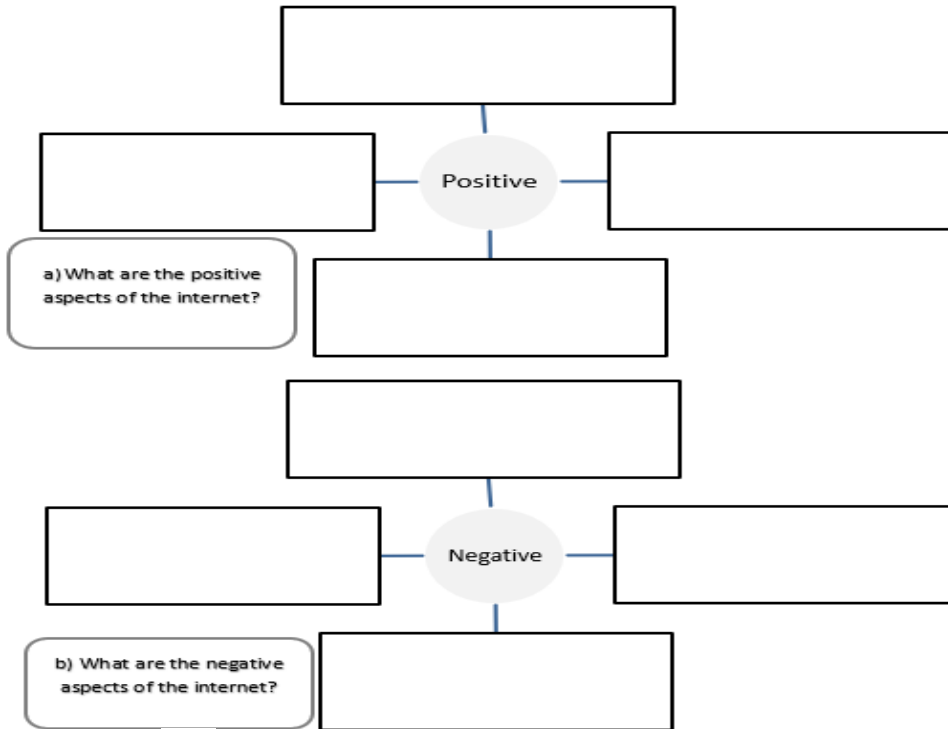 Positive
a) What are the positive
aspects of the internet?
Negative
b) What are the negative
aspects of the internet?